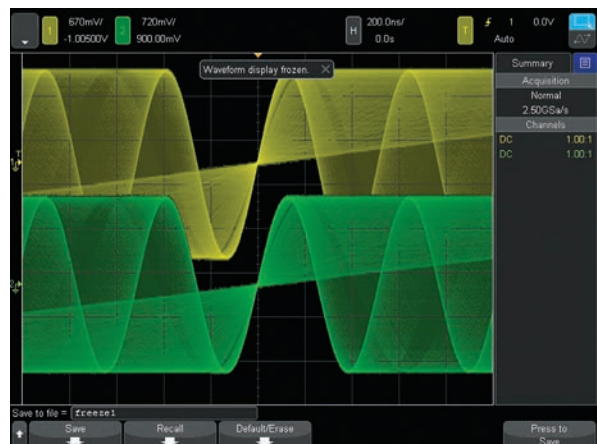 1 670mV/ 2 720mV/ H 200.0ns/ T 1 0.0V
-1.00500V 900.00mV 0.0s Auto
Waveform display frozen.
Summary
Acquisition
Normal
2.50GSa/s
Channels
DC 1.00:1
DC 1.00:1
T
Save to file = freeze1
Save Recall Default/Erase Press to
Save